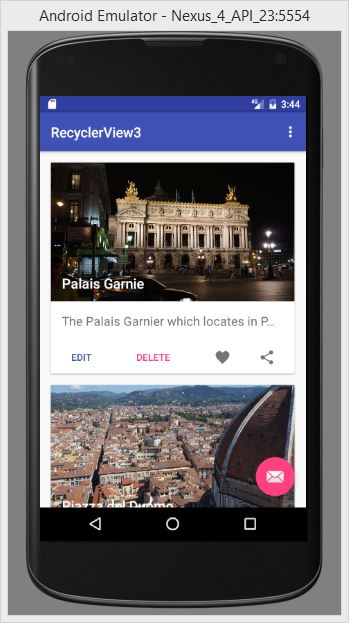 Android Emulator - Nexus_4_API_23:5554
4G 3:44
RecyclerView3
Palais Garnie
The Palais Garnier which locates in P...
EDIT DELETE
Piazza del Duomo